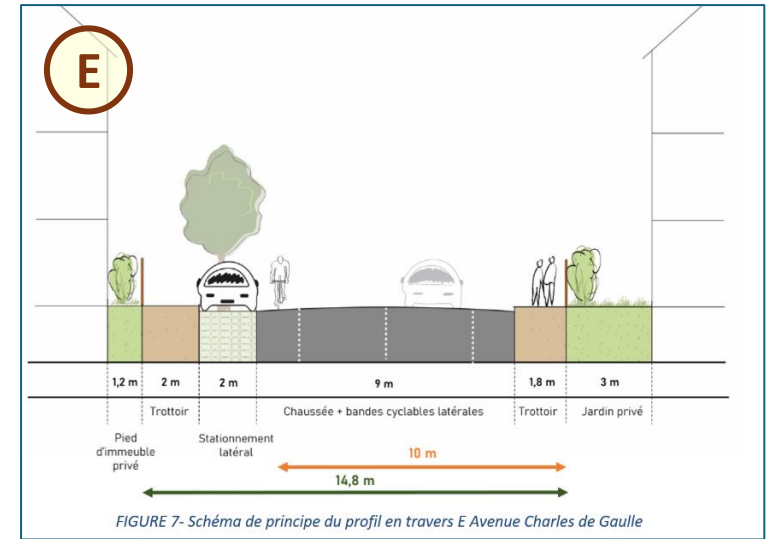 E
1,2 m 2 m 2 m 9 m 1,8 m 3 m
Trottoir Chaussée + bandes cyclables latérales Trottoir Jardin privé
Pied
d'immeuble
privé
Stationnement
latéral
10 m
14,8 m
FIGURE 7- Schéma de principe du profil en travers E Avenue Charles de Gaulle